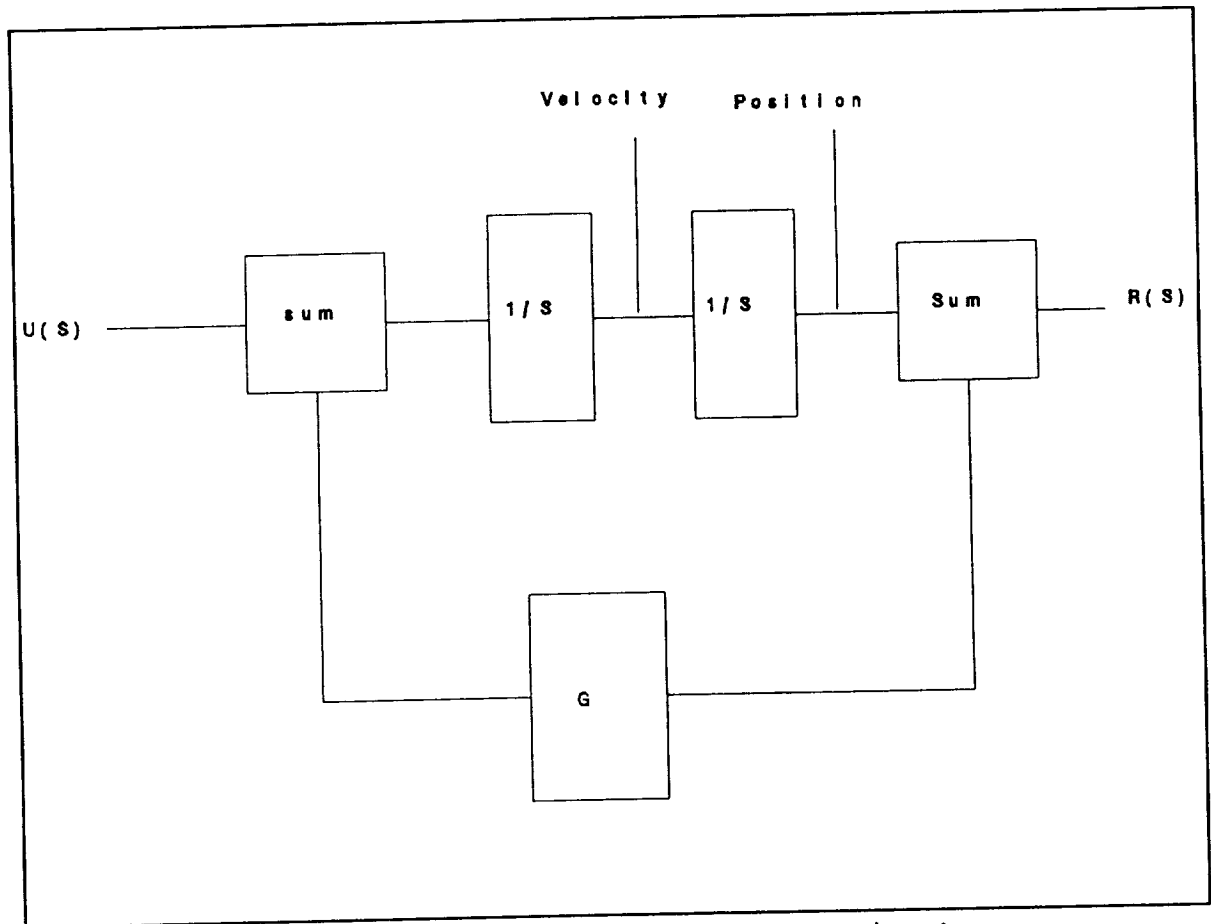 Velocity
Position
U(S)
sum
1/S
1/S
Sum
R(S)
G